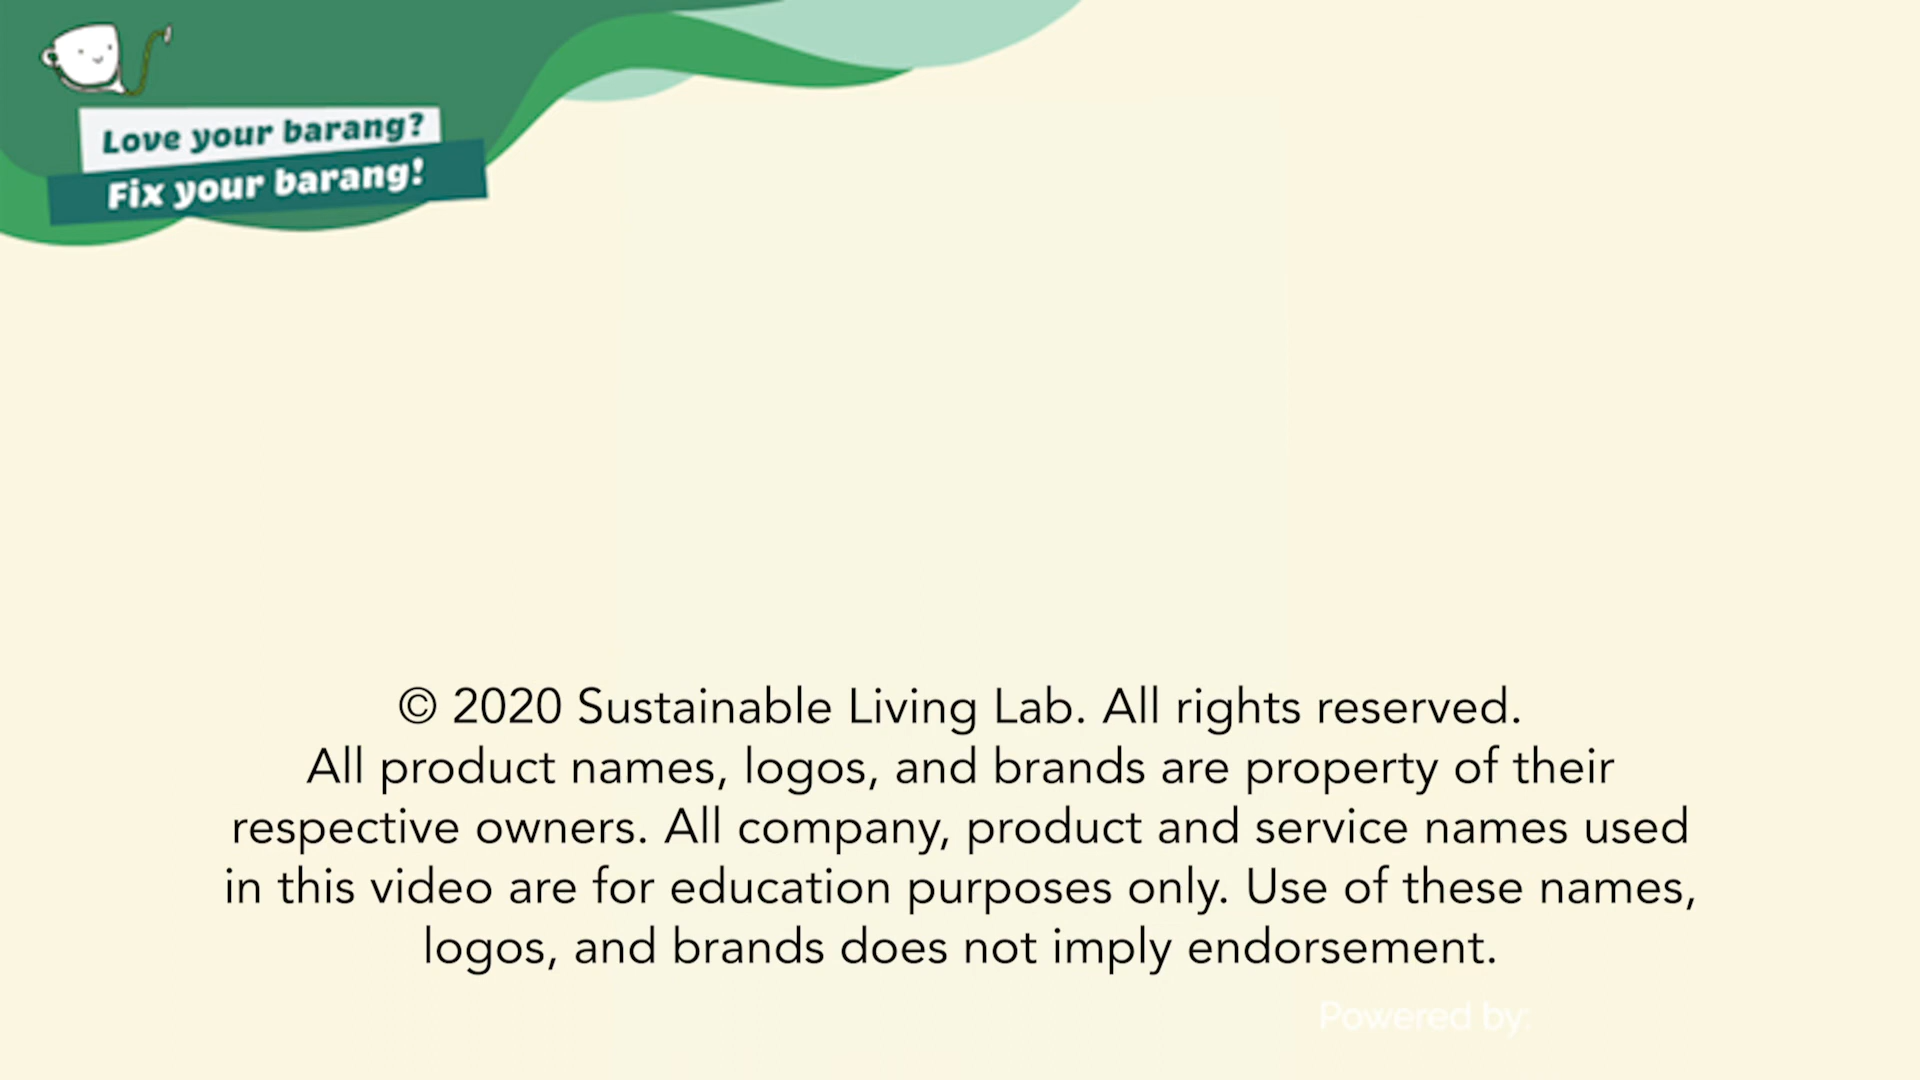 Love your barang?
Fix your barang!
© 2020 Sustainable Living Lab. All rights reserved.
All product names, logos, and brands are property of their
respective owners. All company, product and service names used
in this video are for education purposes only. Use of these names,
logos, and brands does not imply endorsement.
Powered by: